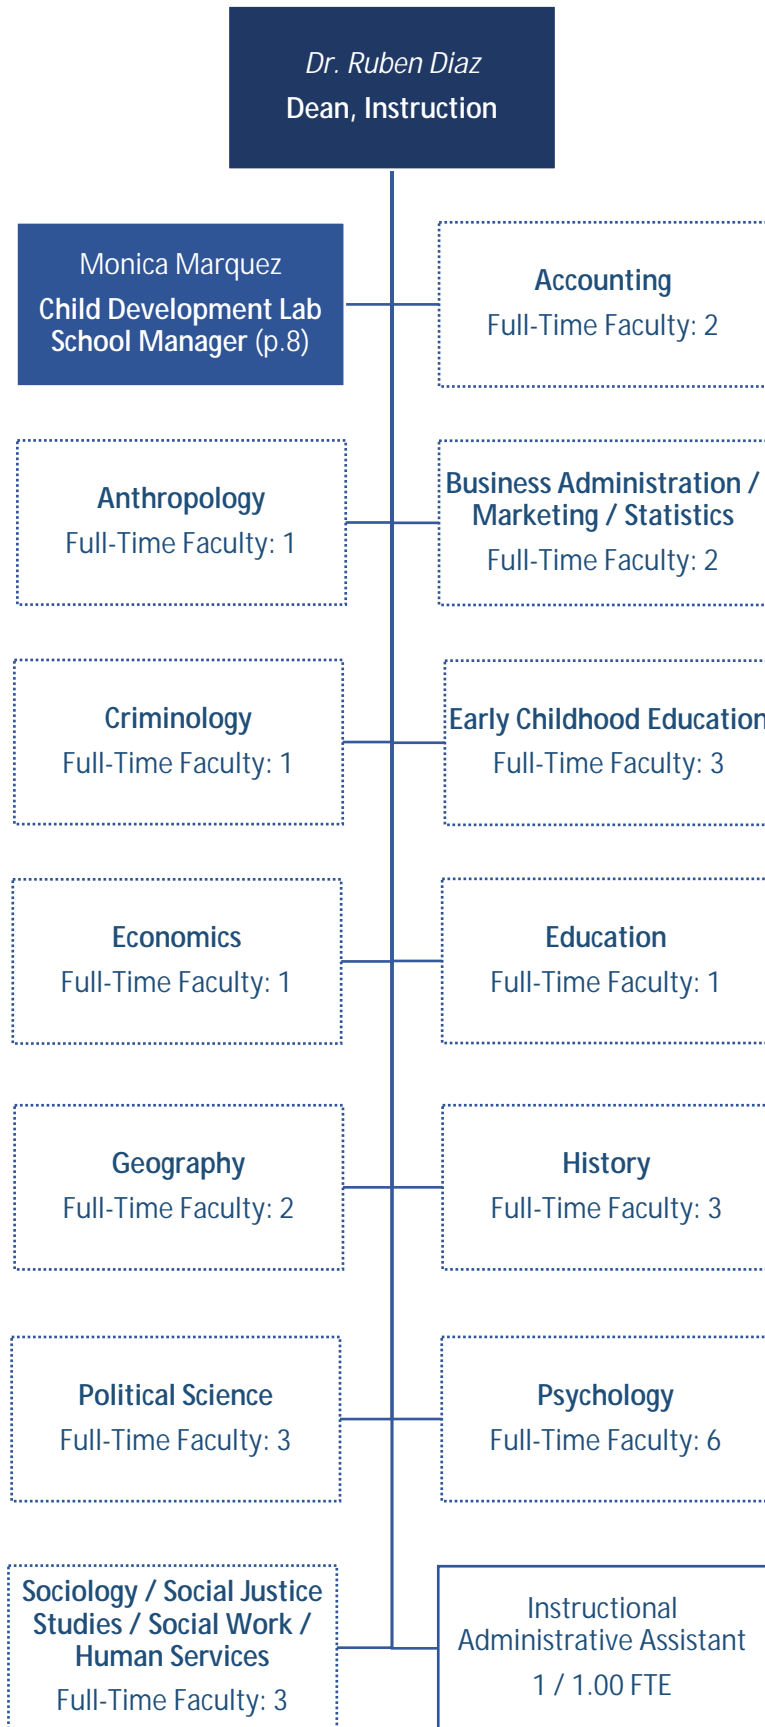 Dr. Ruben Diaz
Dean, Instruction
Monica Marquez
Child Development Lab
School Manager (p.8)
Accounting
Full-Time Faculty: 2
Anthropology
Full-Time Faculty: 1
Business Administration /
Marketing / Statistics
Full-Time Faculty: 2
Criminology
Full-Time Faculty: 1
Early Childhood Education
Full-Time Faculty: 3
Economics
Full-Time Faculty: 1
Education
Full-Time Faculty: 1
Geography
Full-Time Faculty: 2
History
Full-Time Faculty: 3
Political Science
Full-Time Faculty: 3
Psychology
Full-Time Faculty: 6
Sociology / Social Justice
Studies / Social Work /
Human Services
Full-Time Faculty: 3
Instructional
Administrative Assistant
1 / 1.00 FTE